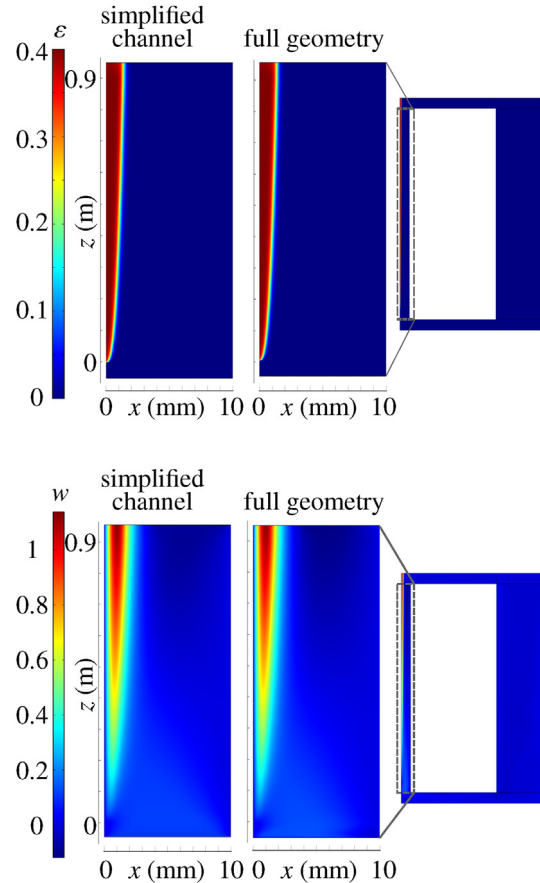 simplified
channel
full geometry
ε
0.4
0.3
0.2
0.1
0
0.9
z (m)
0
0 x (mm) 10
0 x (mm) 10
simplified
channel
full geometry
w
1
0.8
0.6
0.4
0.2
0
0.9
z (m)
0
0 x (mm) 10
0 x (mm) 10